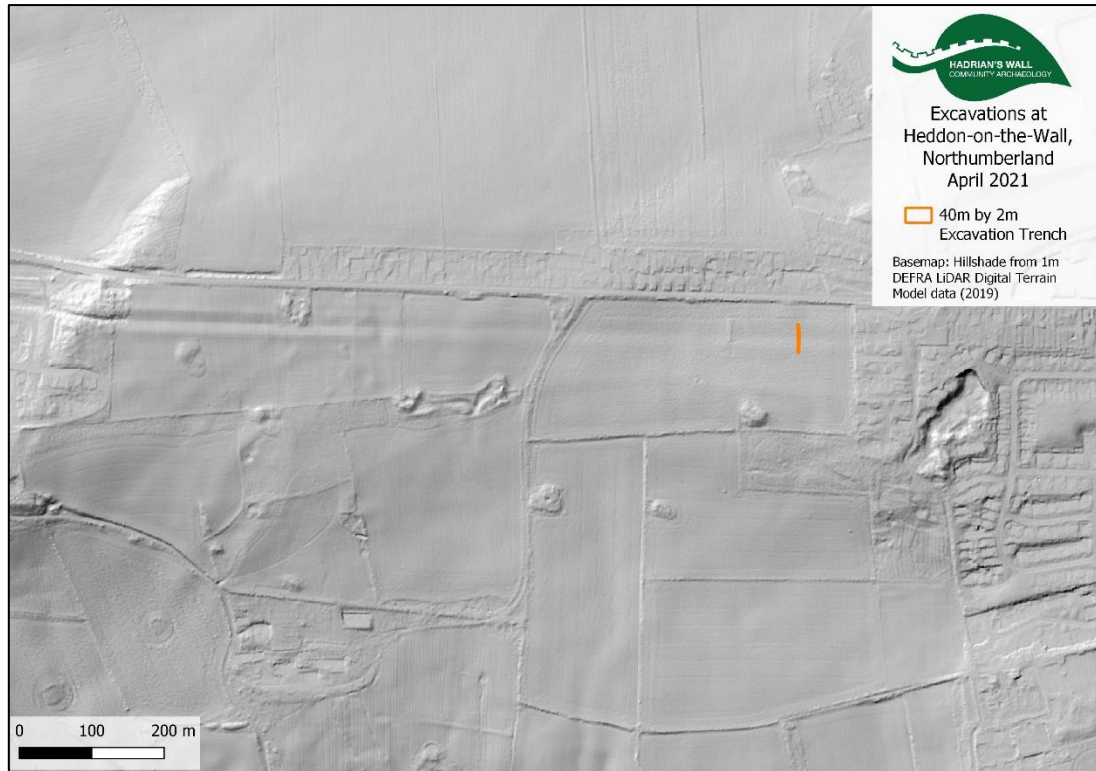 HADRIAN'S WALL
COMMUNITY ARCHAEOLOGY
Excavations at
Heddon-on-the-Wall,
Northumberland
April 2021
40m by 2m
Excavation Trench
Basemap: Hillshade from 1m
DEFRA LiDAR Digital Terrain
Model data (2019)
0 100 200 m